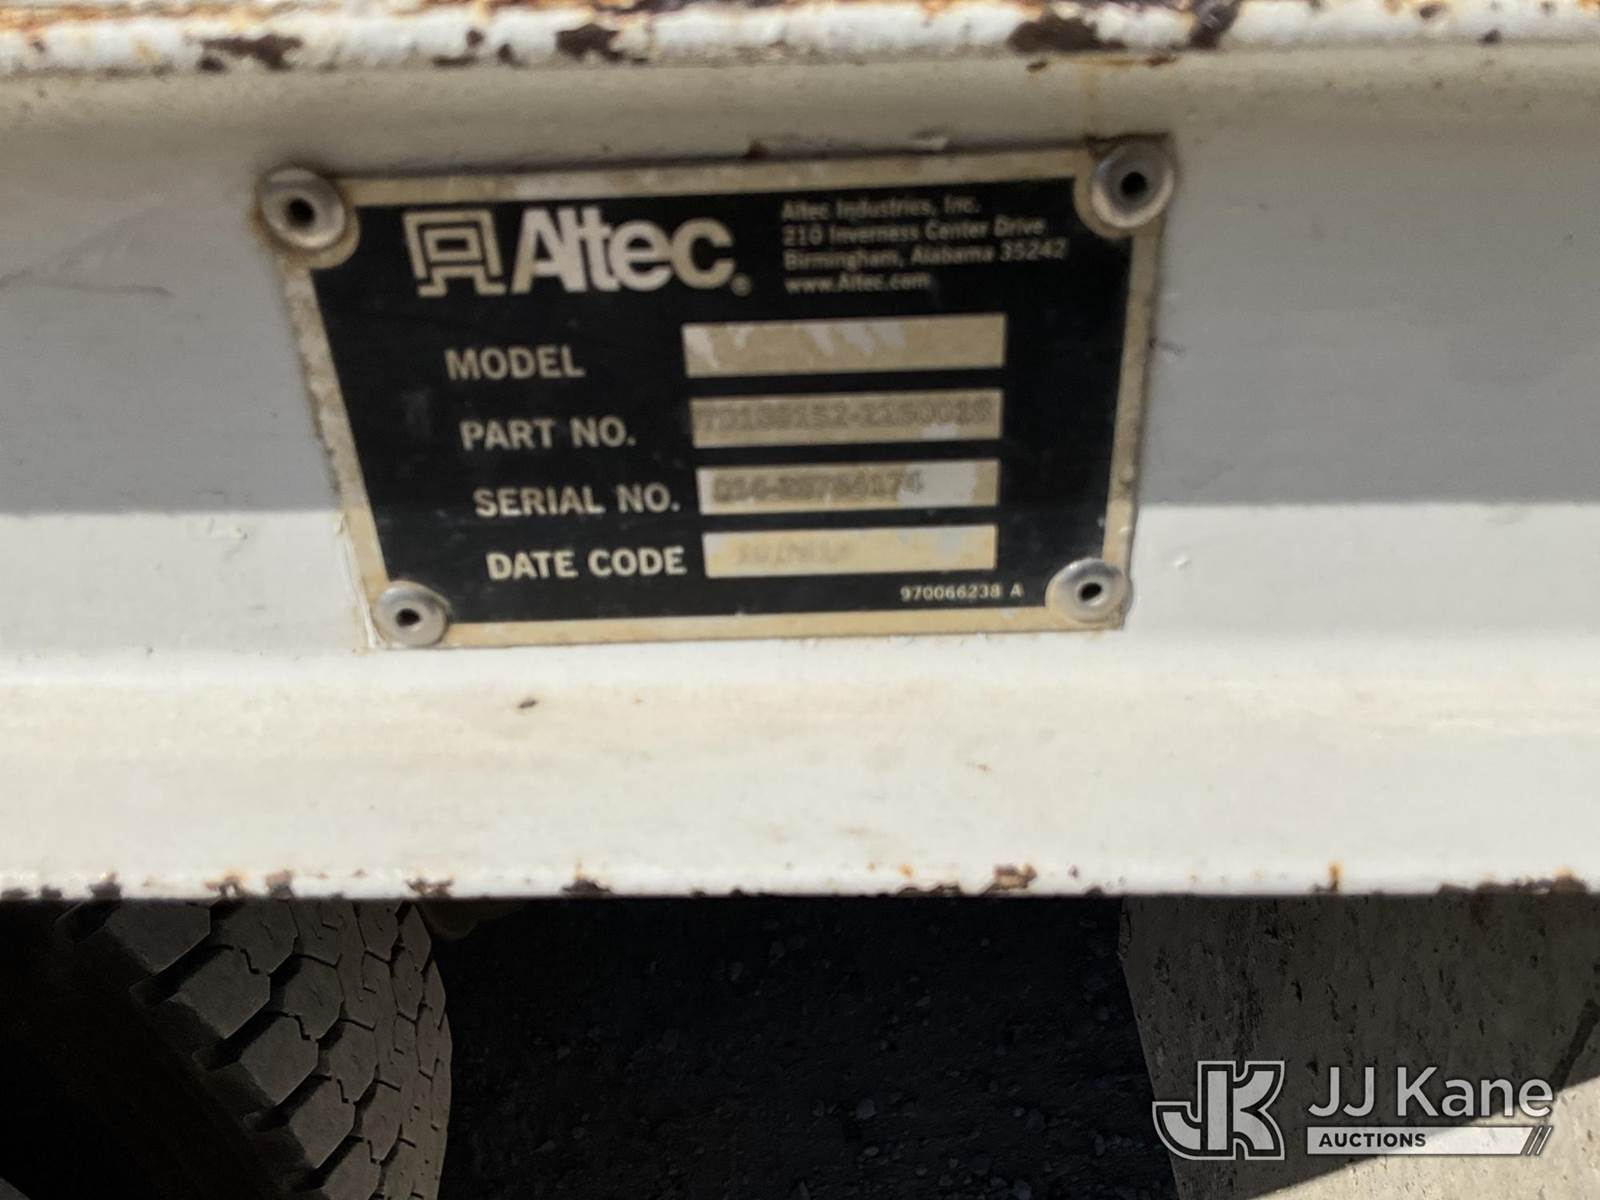 Altec®
Altec Industries, Inc.
210 Inverness Center Drive
Birmingham, Alabama 35242
www.Altec.com
MODEL
PART NO.
SERIAL NO.
DATE CODE
970066238 A
JK JJ Kane
AUCTIONS